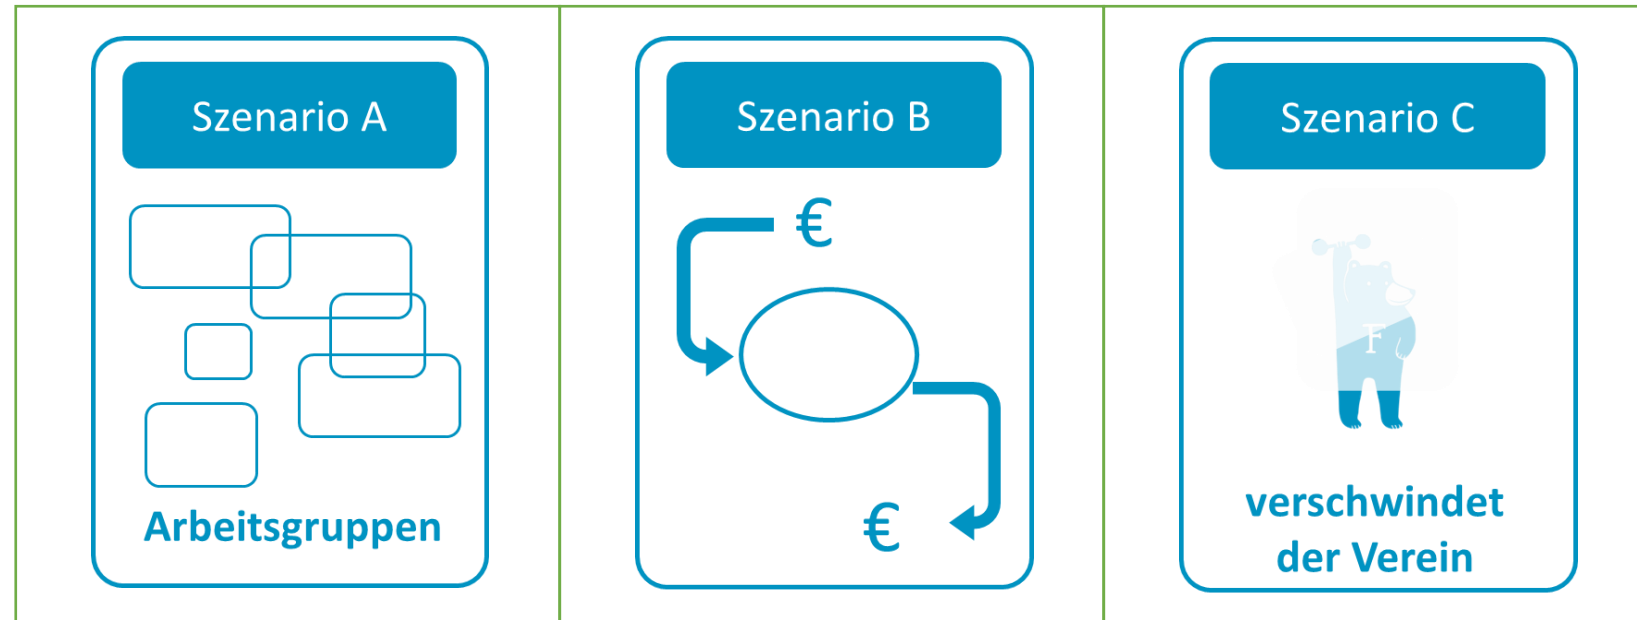 Szenario A
Arbeitsgruppen
Szenario B
€
€
Szenario C
F
verschwindet
der Verein